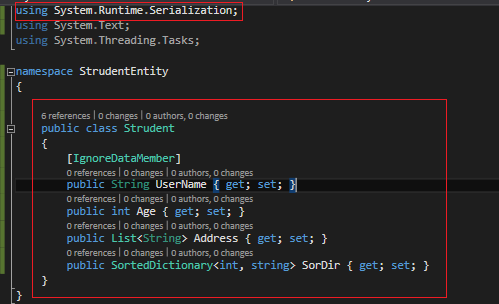 using System.Runtime.Serialization;
using System.Text;
using System.Threading.Tasks;
namespace StrudentEntity
{
6 references | 0 changes | 0 authors, 0 changes
public class Strudent
{
[IgnoreDataMember]
0 references | 0 changes | 0 authors, 0 changes
public String UserName { get; set; }
0 references | 0 changes | 0 authors, 0 changes
public int Age { get; set; }
0 references | 0 changes | 0 authors, 0 changes
public List<String> Address { get; set; }
0 references | 0 changes | 0 authors, 0 changes
public SortedDictionary<int, string> SorDir { get; set; }
}
}